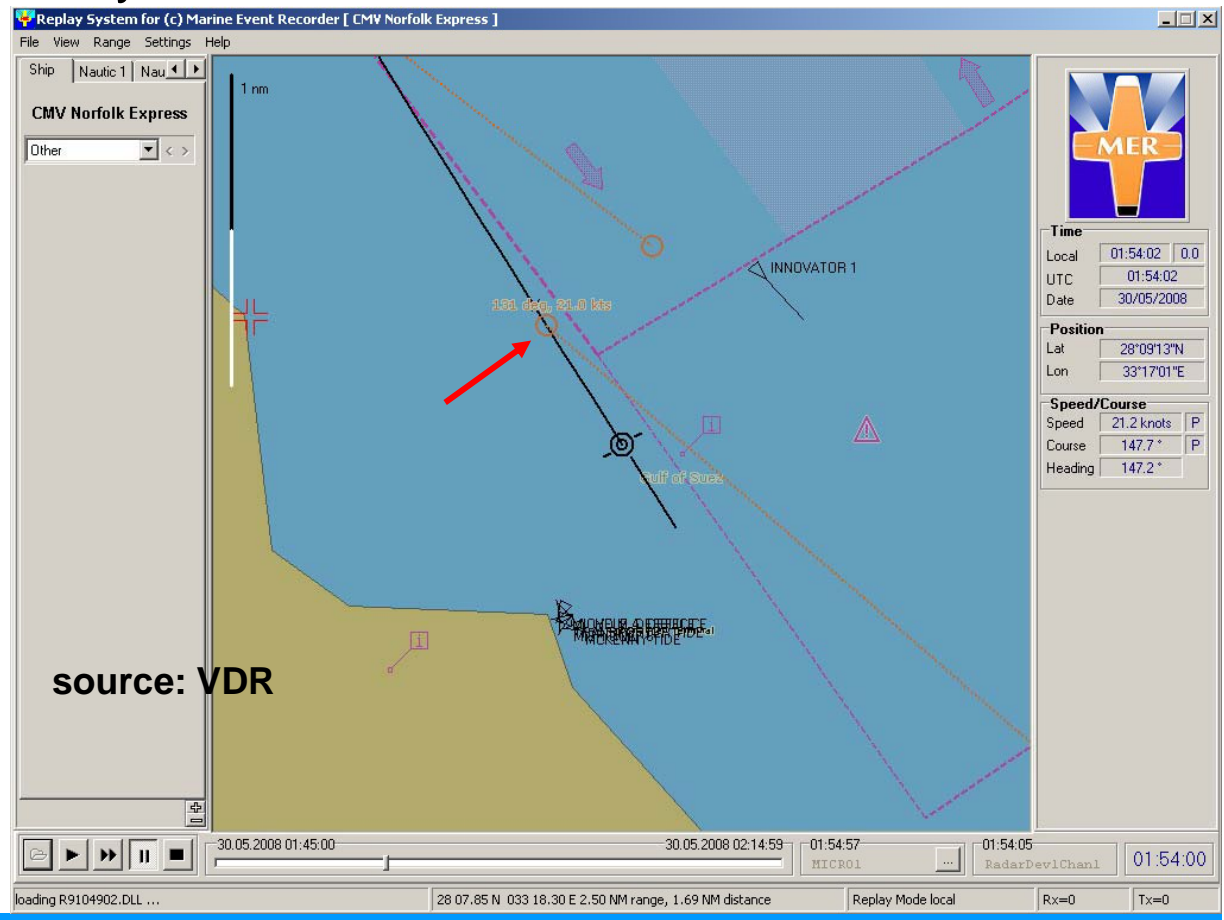 Replay System for (c) Marine Event Recorder [ CMV Norfolk Express ]
File View Range Settings Help
Ship Nautic 1 Nau
1 nm
CMV Norfolk Express
Other < >
MER
Time
Local 01:54:02 0.0
UTC 01:54:02
Date 30/05/2008
INNOVATOR 1
131 deg, 21.0 kts
Position
Lat 28°09'13"N
Lon 33°17'01"E
Speed/Course
Speed 21.2 knots P
Course 147.7 ° P
Heading 147.2 °
i
Gulf of Suez
MCKENNY TIDE
i
source: VDR
30.05.2008 01:45:00 30.05.2008 02:14:59 01:54:57 01:54:05
MICRO1 ... RadarDev1Chan1 01:54:00
loading R9104902.DLL ... 28 07.85 N 033 18.30 E 2.50 NM range, 1.69 NM distance Replay Mode local Rx=0 Tx=0